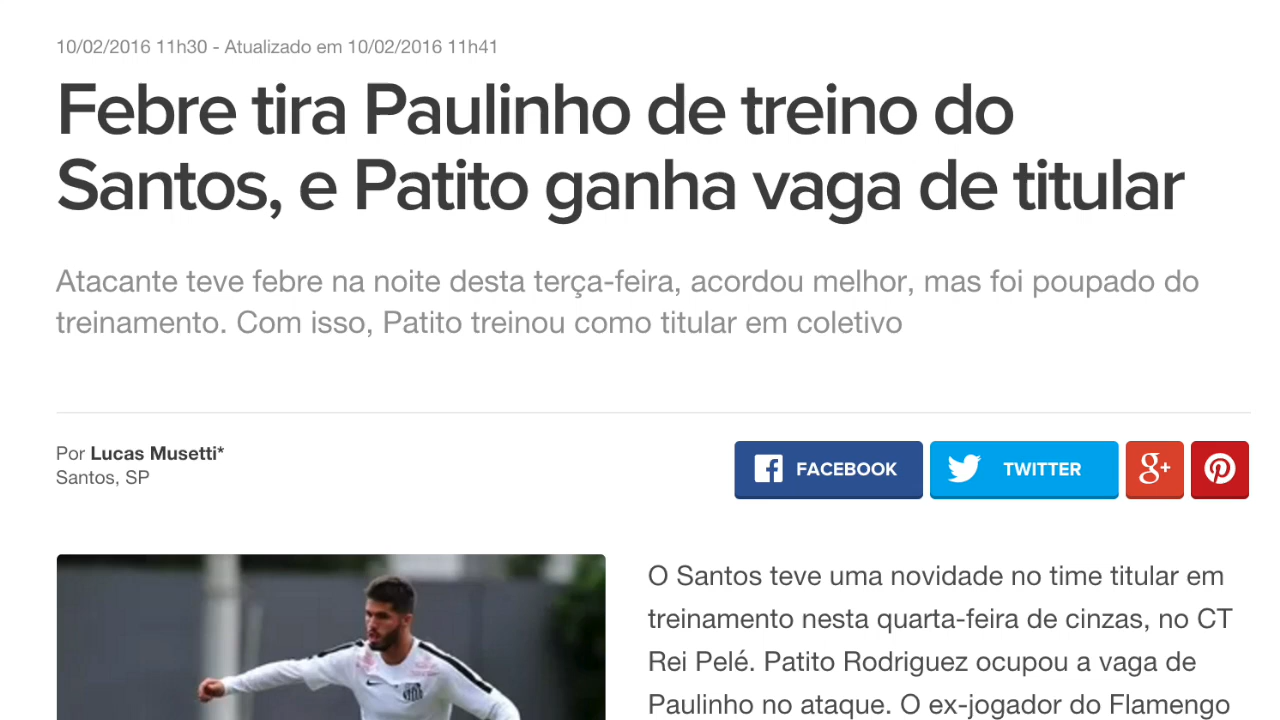 10/02/2016 11h30 - Atualizado em 10/02/2016 11h41
Febre tira Paulinho de treino do
Santos, e Patito ganha vaga de titular
Atacante teve febre na noite desta terça-feira, acordou melhor, mas foi poupado do
treinamento. Com isso, Patito treinou como titular em coletivo
Por Lucas Musetti*
Santos, SP
FACEBOOK
TWITTER
g+
O Santos teve uma novidade no time titular em
treinamento nesta quarta-feira de cinzas, no CT
Rei Pelé. Patito Rodriguez ocupou a vaga de
Paulinho no ataque. O ex-jogador do Flamengo